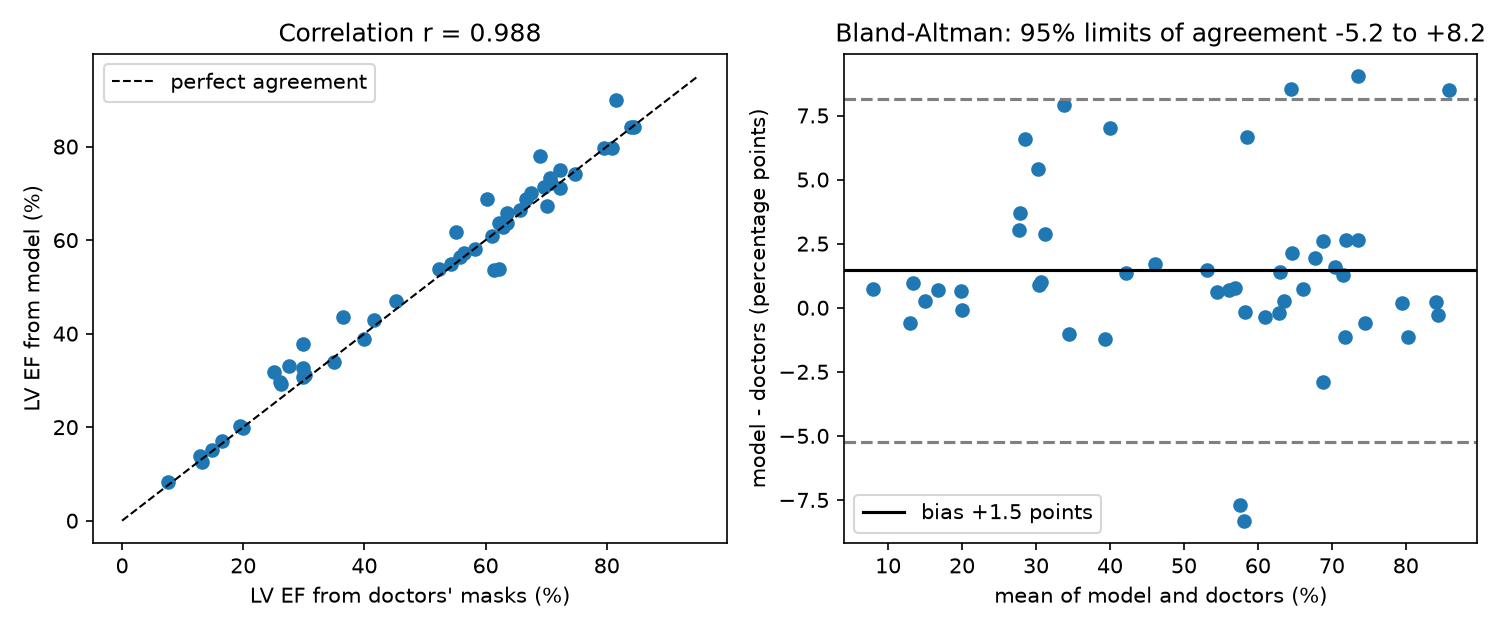 Correlation r = 0.988
perfect agreement
LV EF from model (%)
80
60
40
20
0
0 20 40 60 80
LV EF from doctors' masks (%)
Bland-Altman: 95% limits of agreement -5.2 to +8.2
model - doctors (percentage points)
7.5
5.0
2.5
0.0
−2.5
−5.0
−7.5
bias +1.5 points
10 20 30 40 50 60 70 80
mean of model and doctors (%)